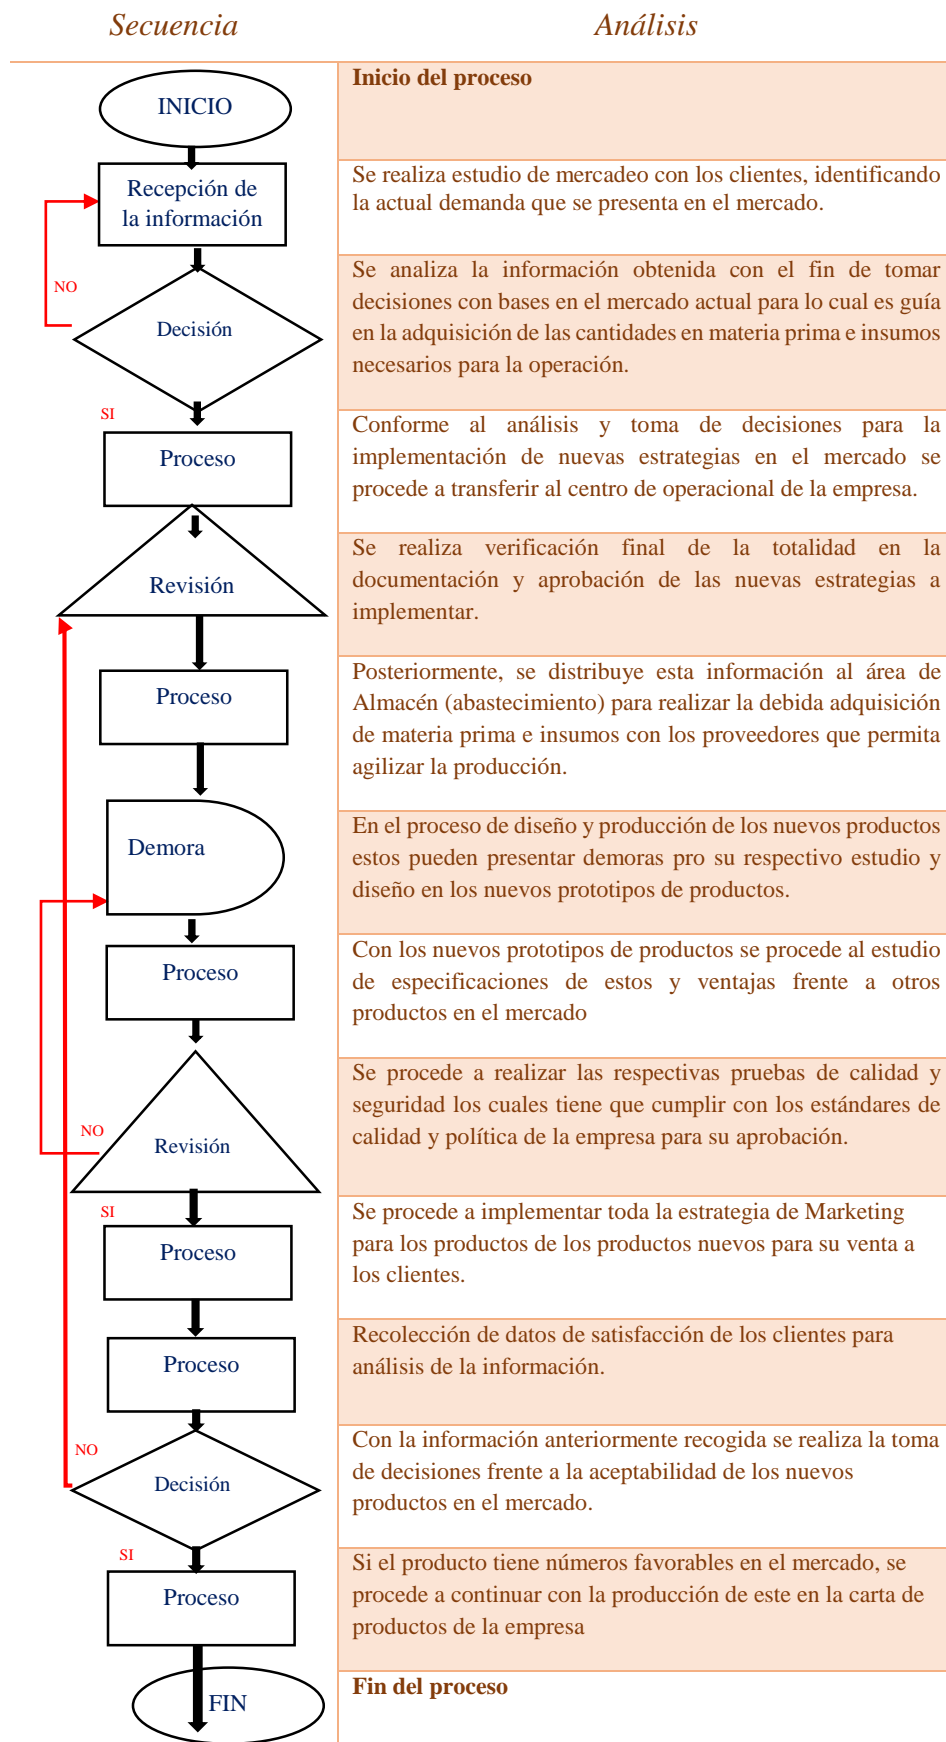 Secuencia
Análisis
INICIO
Inicio del proceso
Recepción de
la información
Se realiza estudio de mercadeo con los clientes, identificando
la actual demanda que se presenta en el mercado.
NO
Decisión
Se analiza la información obtenida con el fin de tomar
decisiones con bases en el mercado actual para lo cual es guía
en la adquisición de las cantidades en materia prima e insumos
necesarios para la operación.
SI
Proceso
Conforme al análisis y toma de decisiones para la
implementación de nuevas estrategias en el mercado se
procede a transferir al centro de operacional de la empresa.
Revisión
Se realiza verificación final de la totalidad en la
documentación y aprobación de las nuevas estrategias a
implementar.
Proceso
Posteriormente, se distribuye esta información al área de
Almacén (abastecimiento) para realizar la debida adquisición
de materia prima e insumos con los proveedores que permita
agilizar la producción.
Demora
En el proceso de diseño y producción de los nuevos productos
estos pueden presentar demoras pro su respectivo estudio y
diseño en los nuevos prototipos de productos.
Proceso
Con los nuevos prototipos de productos se procede al estudio
de especificaciones de estos y ventajas frente a otros
productos en el mercado
NO
Revisión
Se procede a realizar las respectivas pruebas de calidad y
seguridad los cuales tiene que cumplir con los estándares de
calidad y política de la empresa para su aprobación.
SI
Proceso
Se procede a implementar toda la estrategia de Marketing
para los productos de los productos nuevos para su venta a
los clientes.
Proceso
Recolección de datos de satisfacción de los clientes para
análisis de la información.
NO
Decisión
Con la información anteriormente recogida se realiza la toma
de decisiones frente a la aceptabilidad de los nuevos
productos en el mercado.
SI
Proceso
Si el producto tiene números favorables en el mercado, se
procede a continuar con la producción de este en la carta de
productos de la empresa
FIN
Fin del proceso